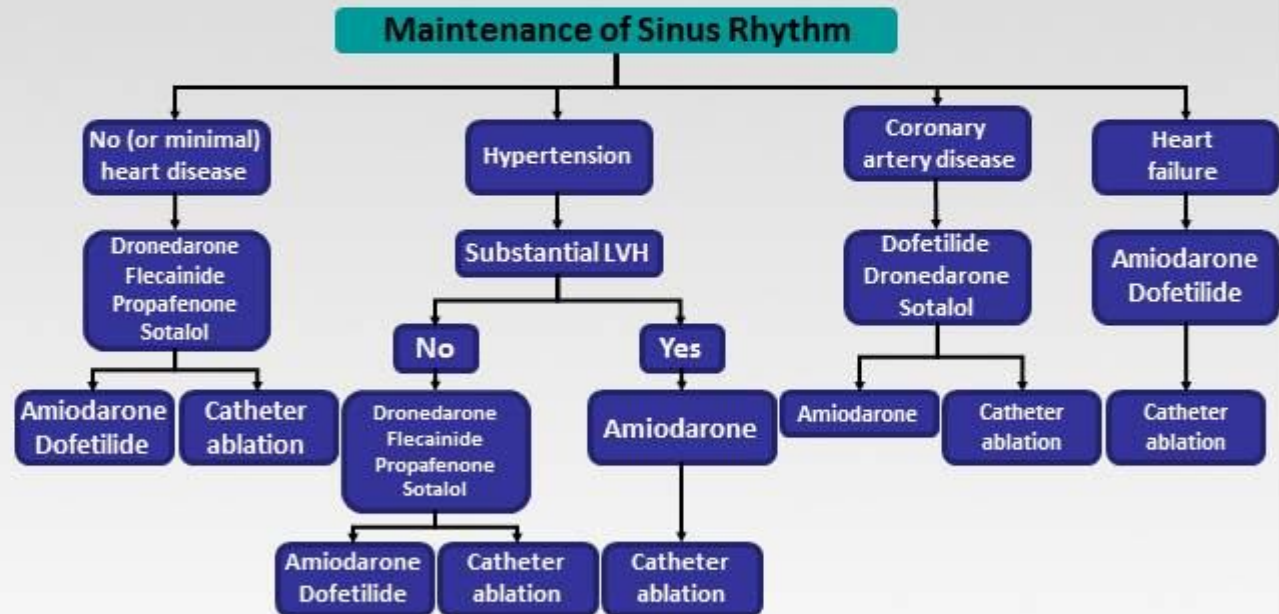 Maintenance of Sinus Rhythm
No (or minimal)
heart disease
Hypertension
Coronary
artery disease
Heart
failure
Dronedarone
Flecainide
Propafenone
Sotalol
Substantial LVH
Dofetilide
Dronedarone
Sotalol
Amiodarone
Dofetilide
No
Yes
Amiodarone
Dofetilide
Catheter
ablation
Dronedarone
Flecainide
Propafenone
Sotalol
Amiodarone
Amiodarone
Catheter
ablation
Catheter
ablation
Amiodarone
Dofetilide
Catheter
ablation
Catheter
ablation